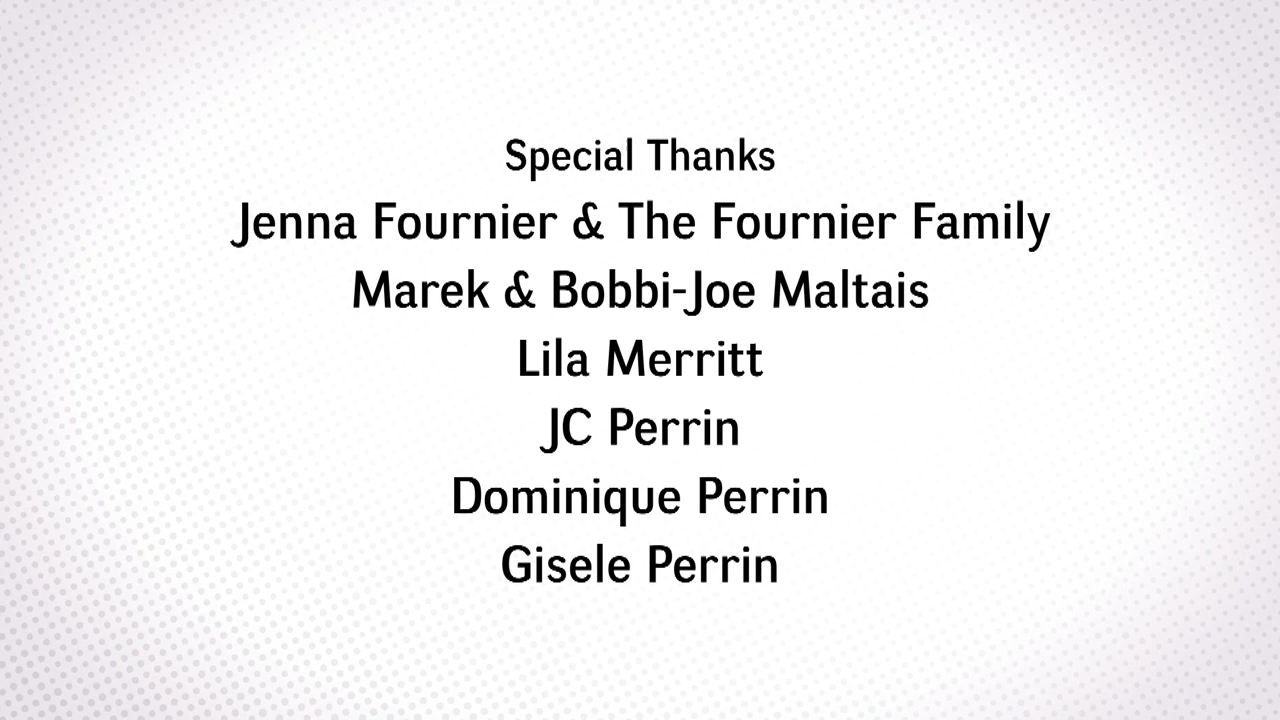 Special Thanks
Jenna Fournier & The Fournier Family
Marek & Bobbi-Joe Maltais
Lila Merritt
JC Perrin
Dominique Perrin
Gisele Perrin